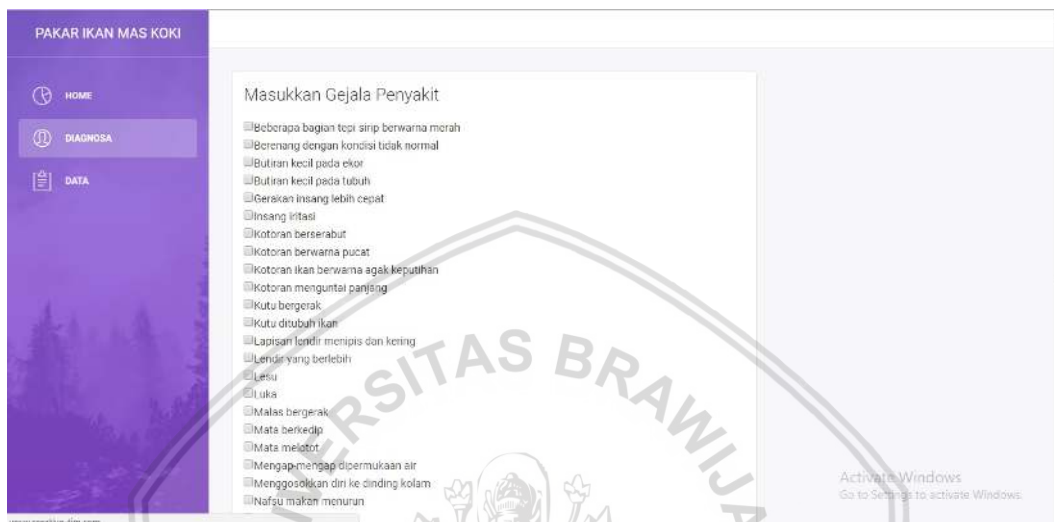 PAKAR IKAN MAS KOKI
HOME
DIAGNOSA
DATA
Masukkan Gejala Penyakit
Beberapa bagian tepi sirip berwarna merah
Berenang dengan kondisi tidak normal
Butiran kecil pada ekor
Butiran kecil pada tubuh
Gerakan insang lebih cepat
Insang iritasi
Kotoran berserabut
Kotoran berwarna pucat
Kotoran ikan berwarna agak keputihan
Kotoran menguntai panjang
Kutu bergerak
Kutu ditubuh ikan
Lapisan lendir menipis dan kering
Lendir yang berlebih
Lesu
Luka
Malas bergerak
Mata berkedip
Mata melotot
Mengap-mengap dipermukaan air
Menggosokkan diri ke dinding kolam
Nafsu makan menurun
ERSITAS BRAWIJ
Activate Windows
Go to Settings to activate Windows.